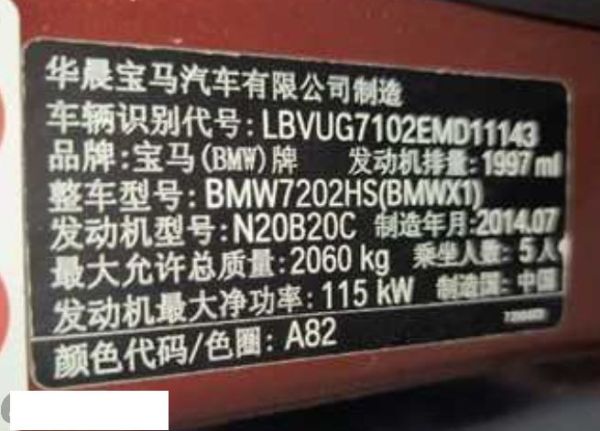 华晨宝马汽车有限公司制造
车辆识别代号: LBVUG7102EMD11143
品牌: 宝马(BMW)牌 发动机排量: 1997 ml
整车型号: BMW7202HS(BMWX1)
发动机型号: N20B20C 制造年月: 2014.07
最大允许总质量: 2060 kg 乘坐人数: 5人
发动机最大净功率: 115 kW 制造国: 中国
颜色代码/色圈: A82